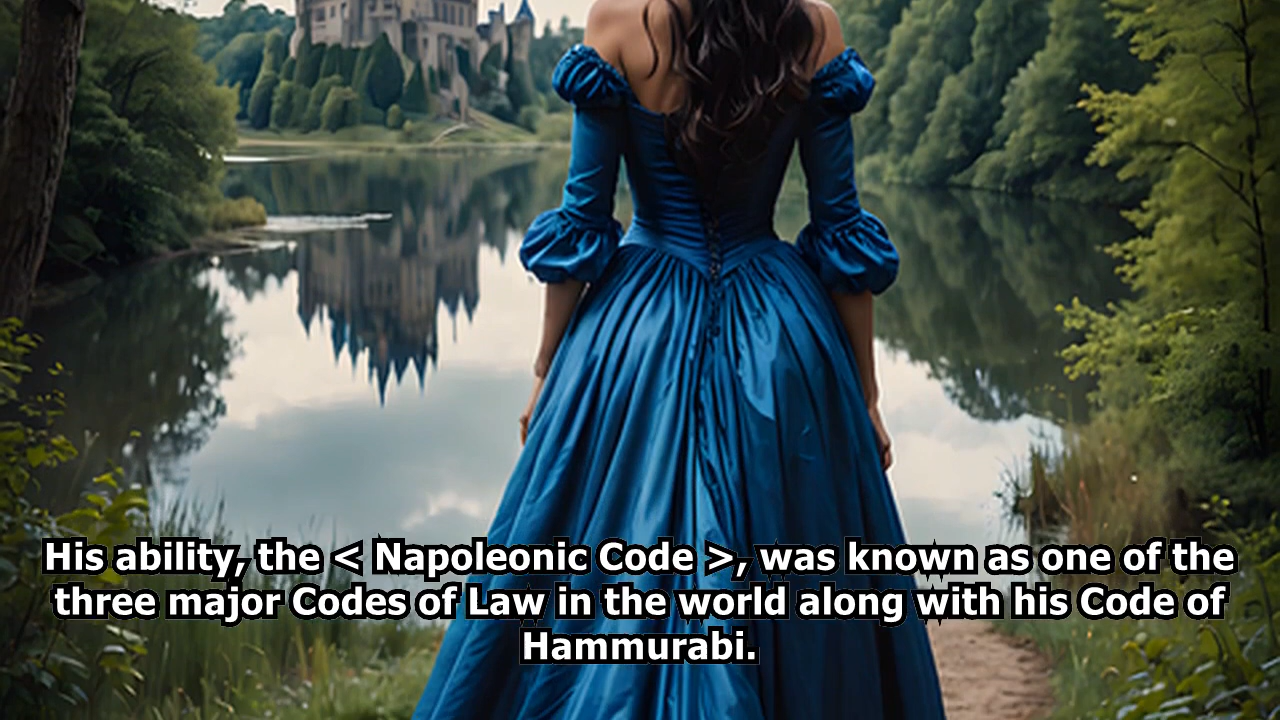 His ability, the < Napoleonic Code >, was known as one of the
three major Codes of Law in the world along with his Code of
Hammurabi.